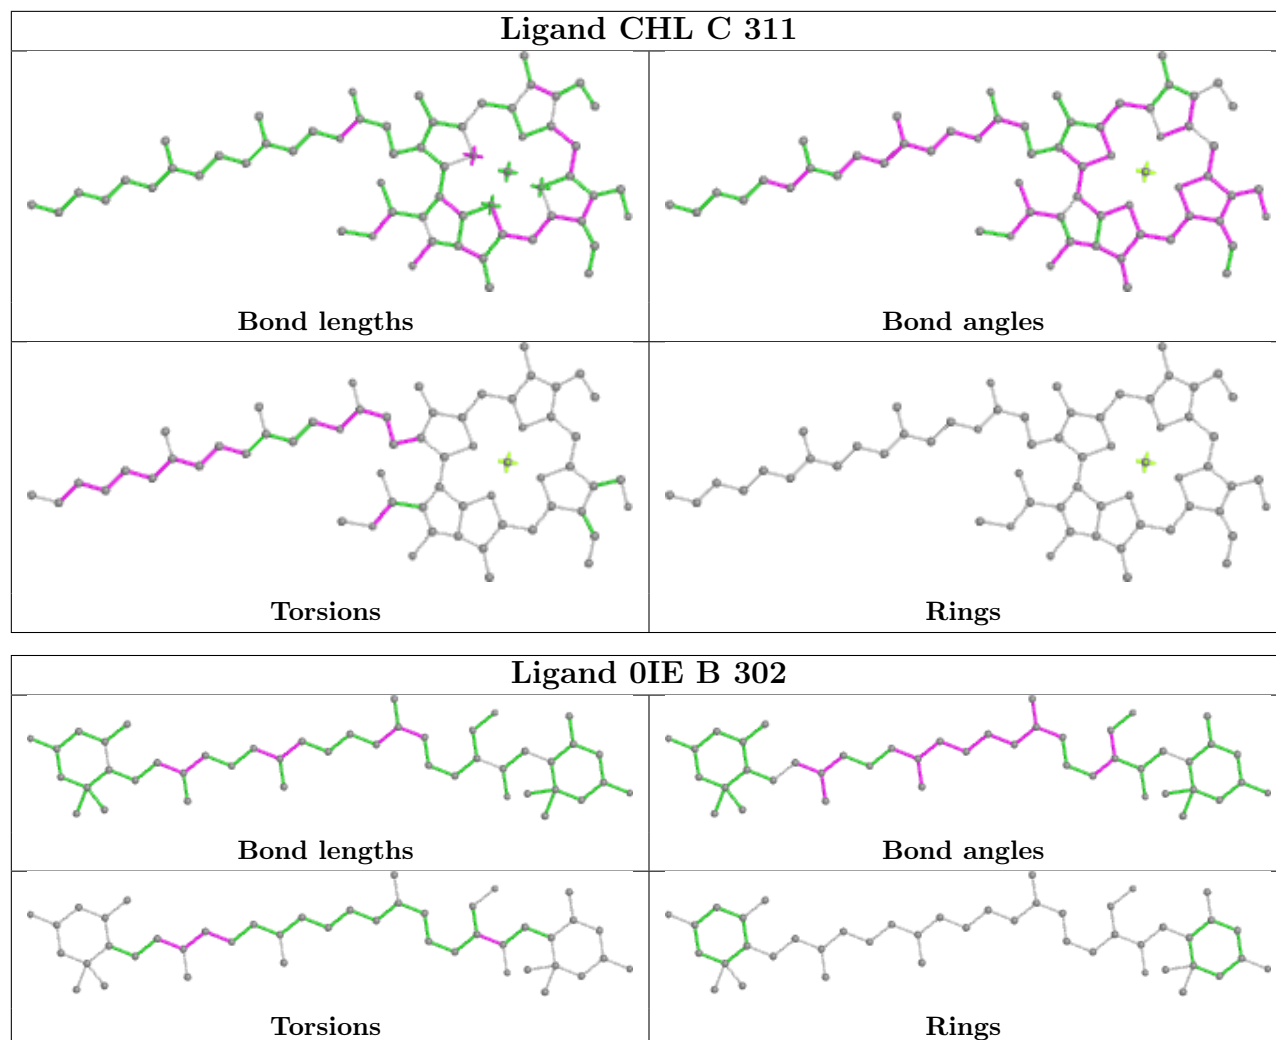 Ligand CHL C 311
Bond lengths
Bond angles
Torsions
Rings
Ligand 0IE B 302
Bond lengths
Bond angles
Torsions
Rings